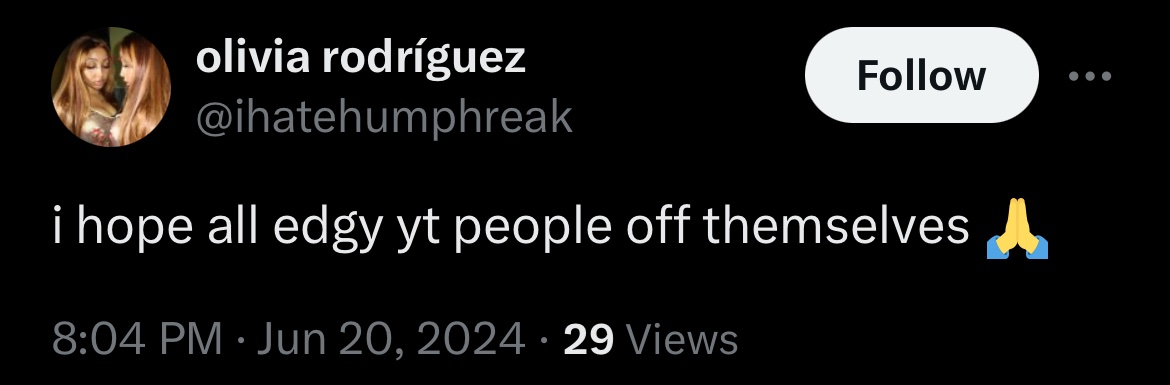 olivia rodríguez
@ihatehumphreak
Follow
i hope all edgy yt people off themselves 🙏
8:04 PM · Jun 20, 2024 · 29 Views